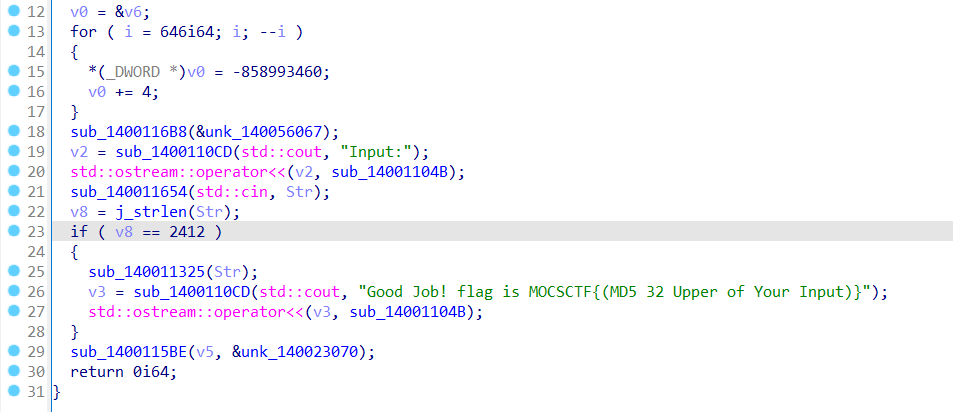 12 v0 = &v6;
13 for ( i = 646i64; i; --i )
14 {
15 *(_DWORD *)v0 = -858993460;
16 v0 += 4;
17 }
18 sub_1400116B8(&unk_140056067);
19 v2 = sub_1400110CD(std::cout, "Input:");
20 std::ostream::operator<<(v2, sub_14001104B);
21 sub_140011654(std::cin, Str);
22 v8 = j_strlen(Str);
23 if ( v8 == 2412 )
24 {
25 sub_140011325(Str);
26 v3 = sub_1400110CD(std::cout, "Good Job! flag is MOCSCTF{(MD5 32 Upper of Your Input)}");
27 std::ostream::operator<<(v3, sub_14001104B);
28 }
29 sub_1400115BE(v5, &unk_140023070);
30 return 0i64;
31 }